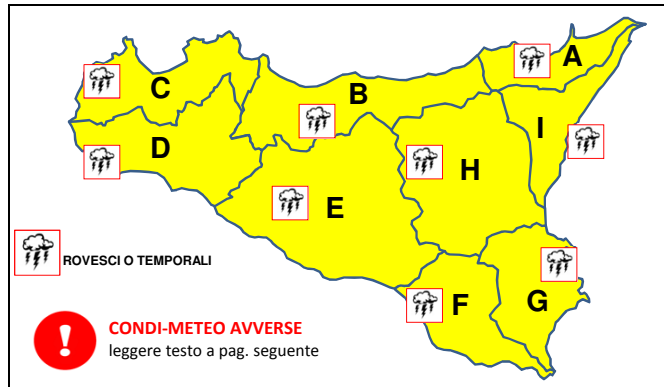 A
B
C
I
D
H
E
ROVESCI O TEMPORALI
F
G
CONDI-METEO AVVERSE
leggere testo a pag. seguente